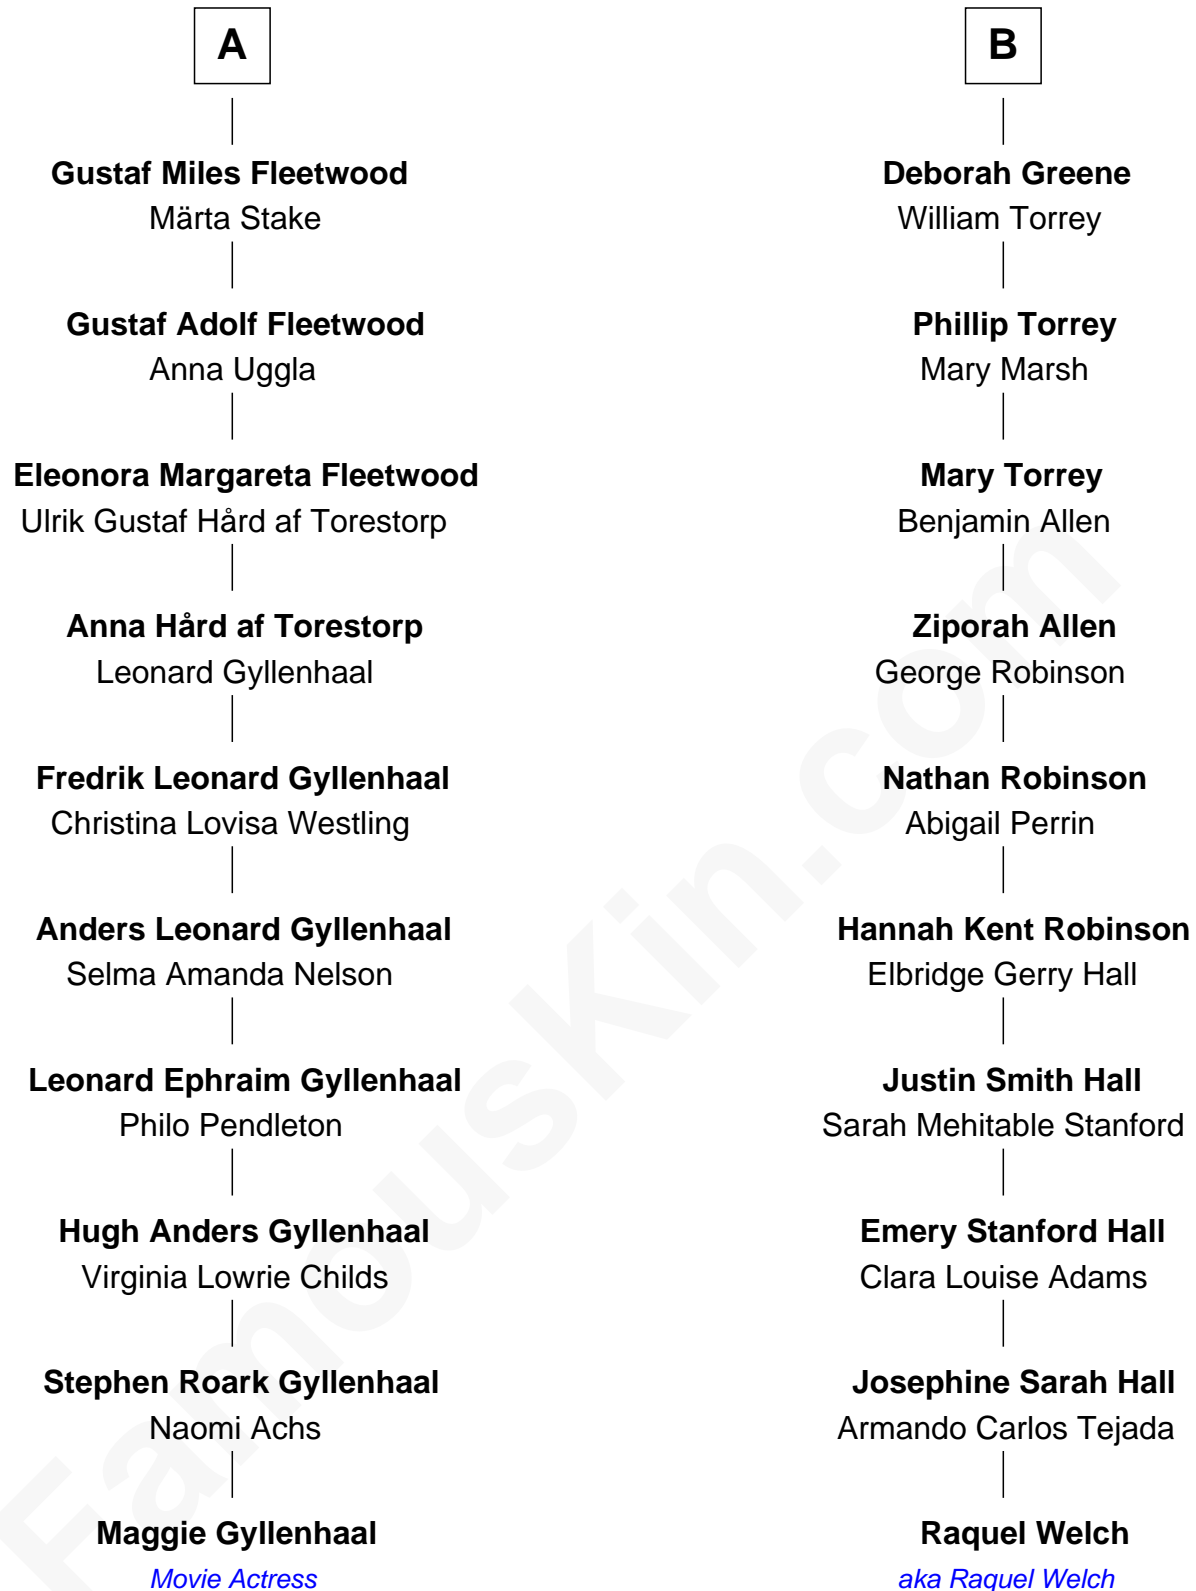 A
Gustaf Miles Fleetwood
Märta Stake
Gustaf Adolf Fleetwood
Anna Uggla
Eleonora Margareta Fleetwood
Ulrik Gustaf Hård af Torestorp
Anna Hård af Torestorp
Leonard Gyllenhaal
Fredrik Leonard Gyllenhaal
Christina Lovisa Westling
Anders Leonard Gyllenhaal
Selma Amanda Nelson
Leonard Ephraim Gyllenhaal
Philo Pendleton
Hugh Anders Gyllenhaal
Virginia Lowrie Childs
Stephen Roark Gyllenhaal
Naomi Achs
Maggie Gyllenhaal
Movie Actress
B
Deborah Greene
William Torrey
Phillip Torrey
Mary Marsh
Mary Torrey
Benjamin Allen
Ziporah Allen
George Robinson
Nathan Robinson
Abigail Perrin
Hannah Kent Robinson
Elbridge Gerry Hall
Justin Smith Hall
Sarah Mehitable Stanford
Emery Stanford Hall
Clara Louise Adams
Josephine Sarah Hall
Armando Carlos Tejada
Raquel Welch
aka Raquel Welch
FamousKin.com